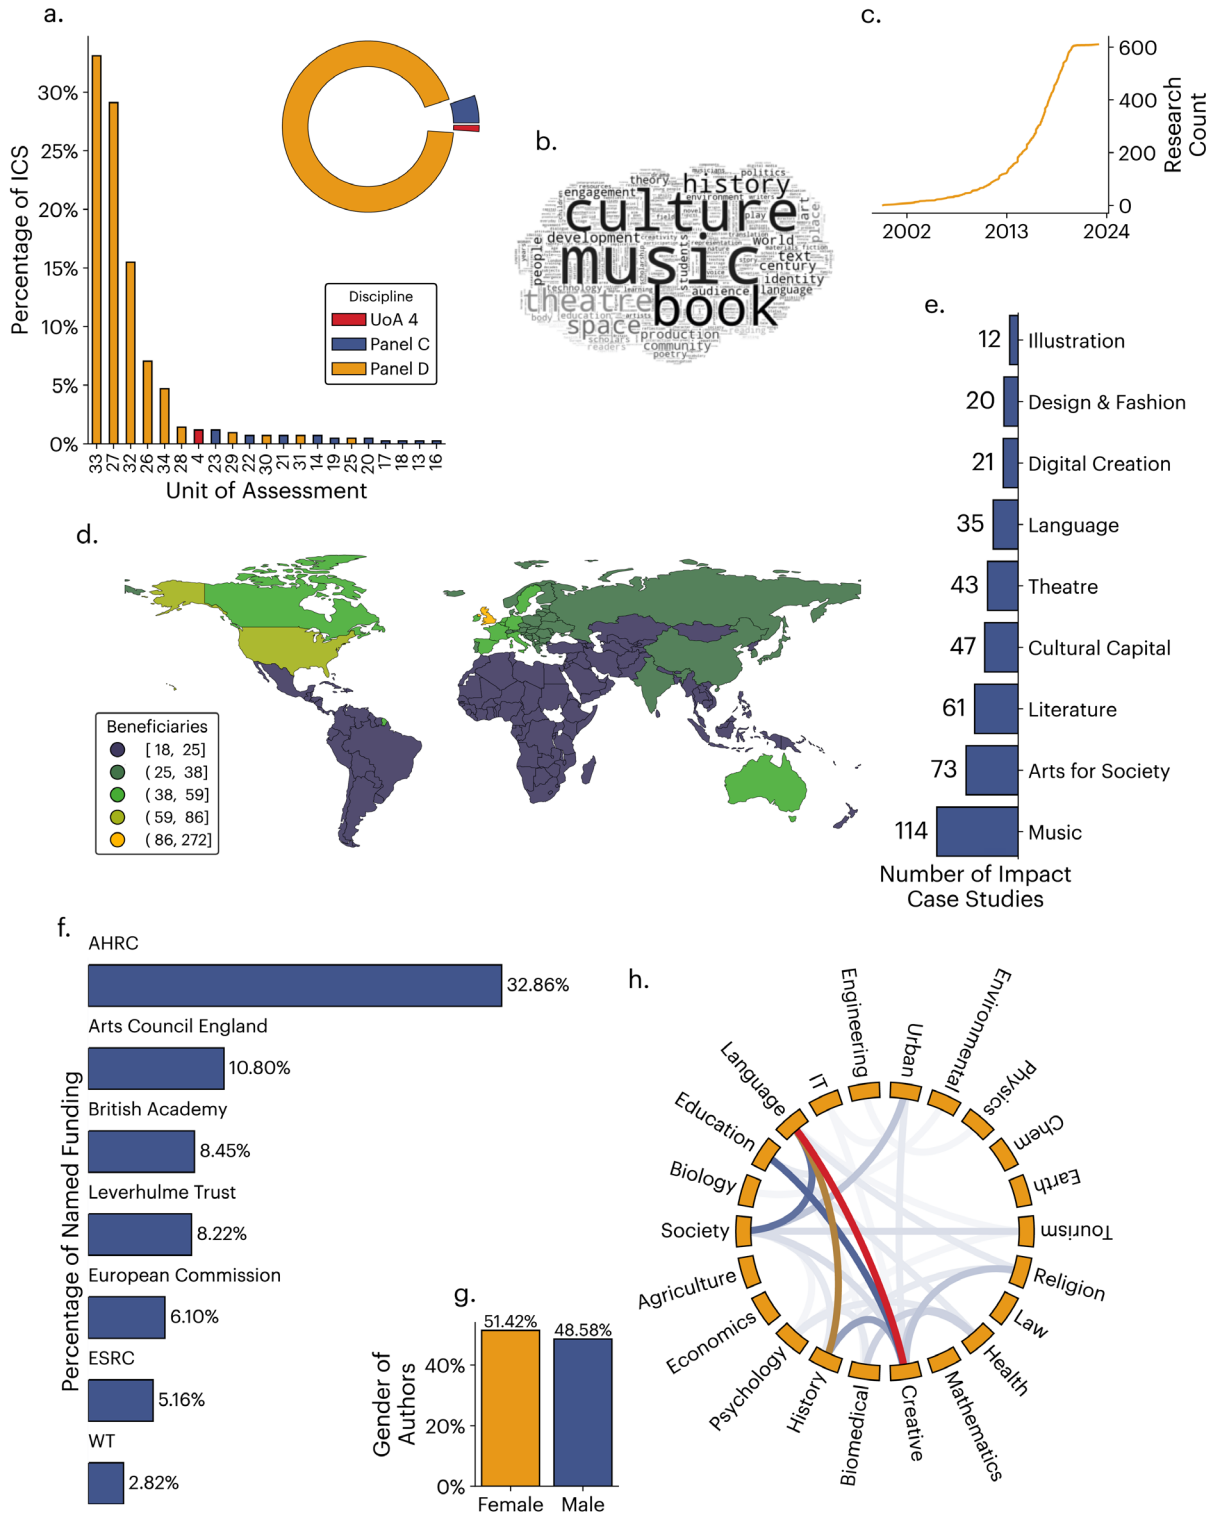 a.
30%
25%
20%
15%
10%
5%
0%
Percentage of ICS
33 27 32 26 34 28 4 23 29 22 30 21 31 14 19 25 20 17 18 13 16
Unit of Assessment
Discipline
UoA 4
Panel C
Panel D
b.
theory
politics
history
engagement
environment
culture
art
place
play
people
development
creativity
translation
representation
world
music
students
text
century
identity
technology
audience
language
theatre
book
body
education
artists
space
production
reading
scholars
readers
community
poetry
c.
600
400
200
0
Research
Count
2002
2013
2024
d.
Beneficiaries
[ 18, 25]
( 25, 38]
( 38, 59]
( 59, 86]
( 86, 272]
e.
12 Illustration
20 Design & Fashion
21 Digital Creation
35 Language
43 Theatre
47 Cultural Capital
61 Literature
73 Arts for Society
114 Music
Number of Impact
Case Studies
f.
Percentage of Named Funding
AHRC
32.86%
Arts Council England
10.80%
British Academy
8.45%
Leverhulme Trust
8.22%
European Commission
6.10%
ESRC
5.16%
WT
2.82%
g.
51.42%
48.58%
40%
20%
0%
Gender of
Authors
Female
Male
h.
Engineering
Urban
Environmental
Physics
Chem
Earth
Tourism
Religion
Law
Health
Mathematics
Creative
Biomedical
History
Psychology
Economics
Agriculture
Society
Biology
Education
Language
IT